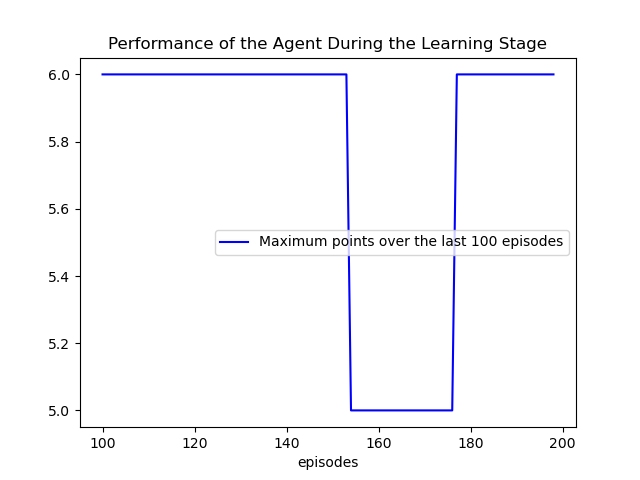 Performance of the Agent During the Learning Stage
6.0
5.8
5.6
Maximum points over the last 100 episodes
5.4
5.2
5.0
100 120 140 160 180 200
episodes